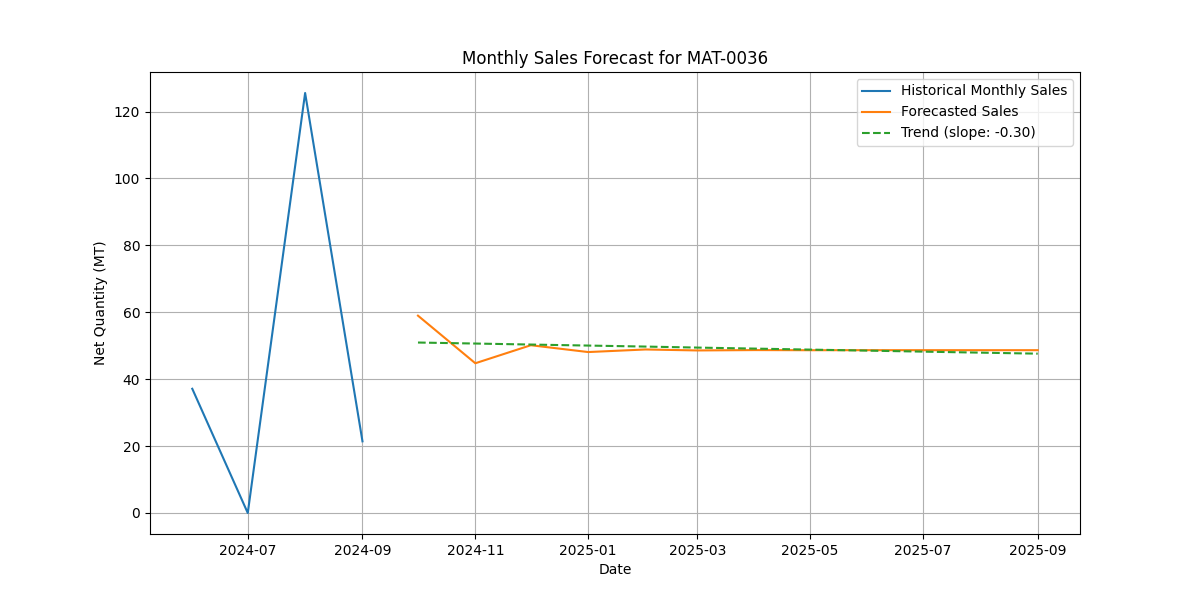 Monthly Sales Forecast for MAT-0036
Historical Monthly Sales
Forecasted Sales
Trend (slope: -0.30)
Net Quantity (MT)
120
100
80
60
40
20
0
2024-07
2024-09
2024-11
2025-01
2025-03
2025-05
2025-07
2025-09
Date